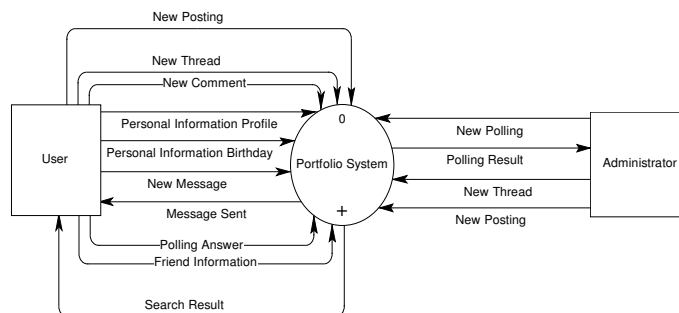 New Posting
New Thread
New Comment
0
Personal Information Profile
New Polling
Personal Information Birthday
Polling Result
User
Portfolio System
Administrator
New Message
New Thread
Message Sent
+
New Posting
Polling Answer
Friend Information
Search Result